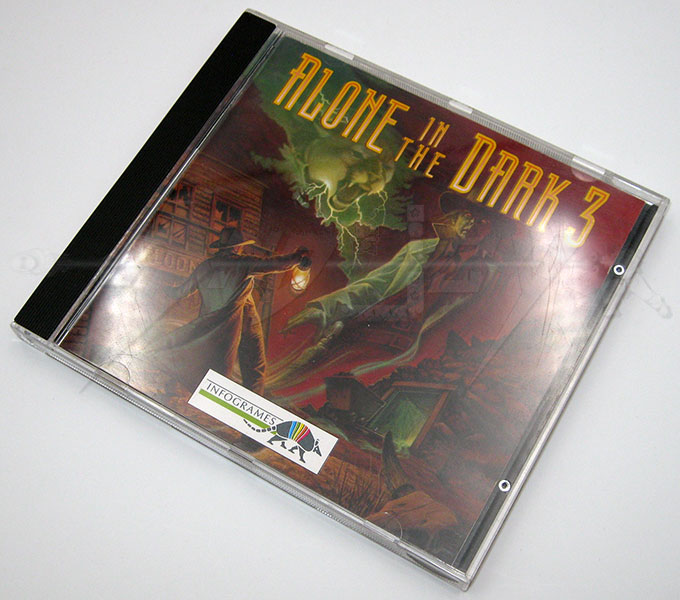 ALONE IN THE DARK 3
INFOGRAMES